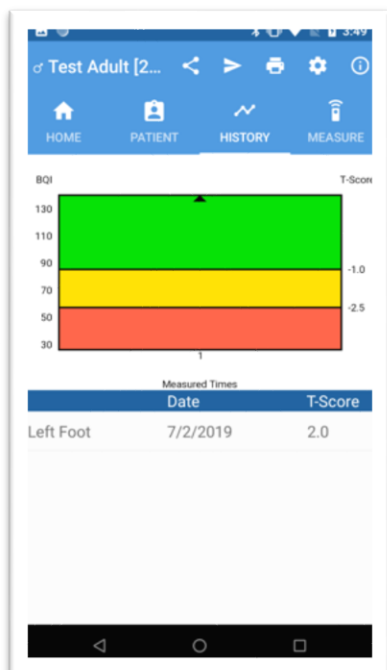 3:49
Test Adult [2...
HOME PATIENT HISTORY MEASURE
BQI T-Score
130
110
90
-1.0
70
-2.5
50
30
1
Measured Times
Date T-Score
Left Foot 7/2/2019 2.0